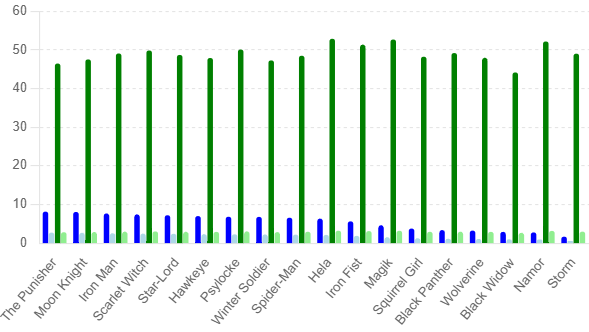 60
50
40
30
20
10
0
The Punisher
Moon Knight
Iron Man
Scarlet Witch
Star-Lord
Hawkeye
Psylocke
Winter Soldier
Spider-Man
Hela
Iron Fist
Magik
Squirrel Girl
Black Panther
Wolverine
Black Widow
Namor
Storm